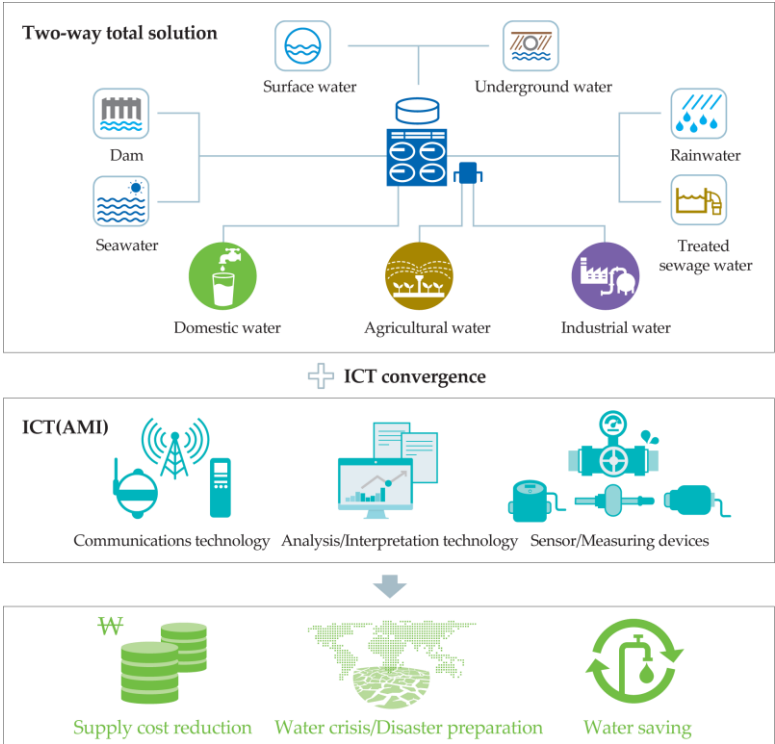 Two-way total solution
Surface water
Underground water
Dam
Rainwater
Seawater
Treated
sewage water
Domestic water
Agricultural water
Industrial water
ICT convergence
ICT(AMI)
Communications technology
Analysis/Interpretation technology
Sensor/Measuring devices
₩
Supply cost reduction
Water crisis/Disaster preparation
Water saving